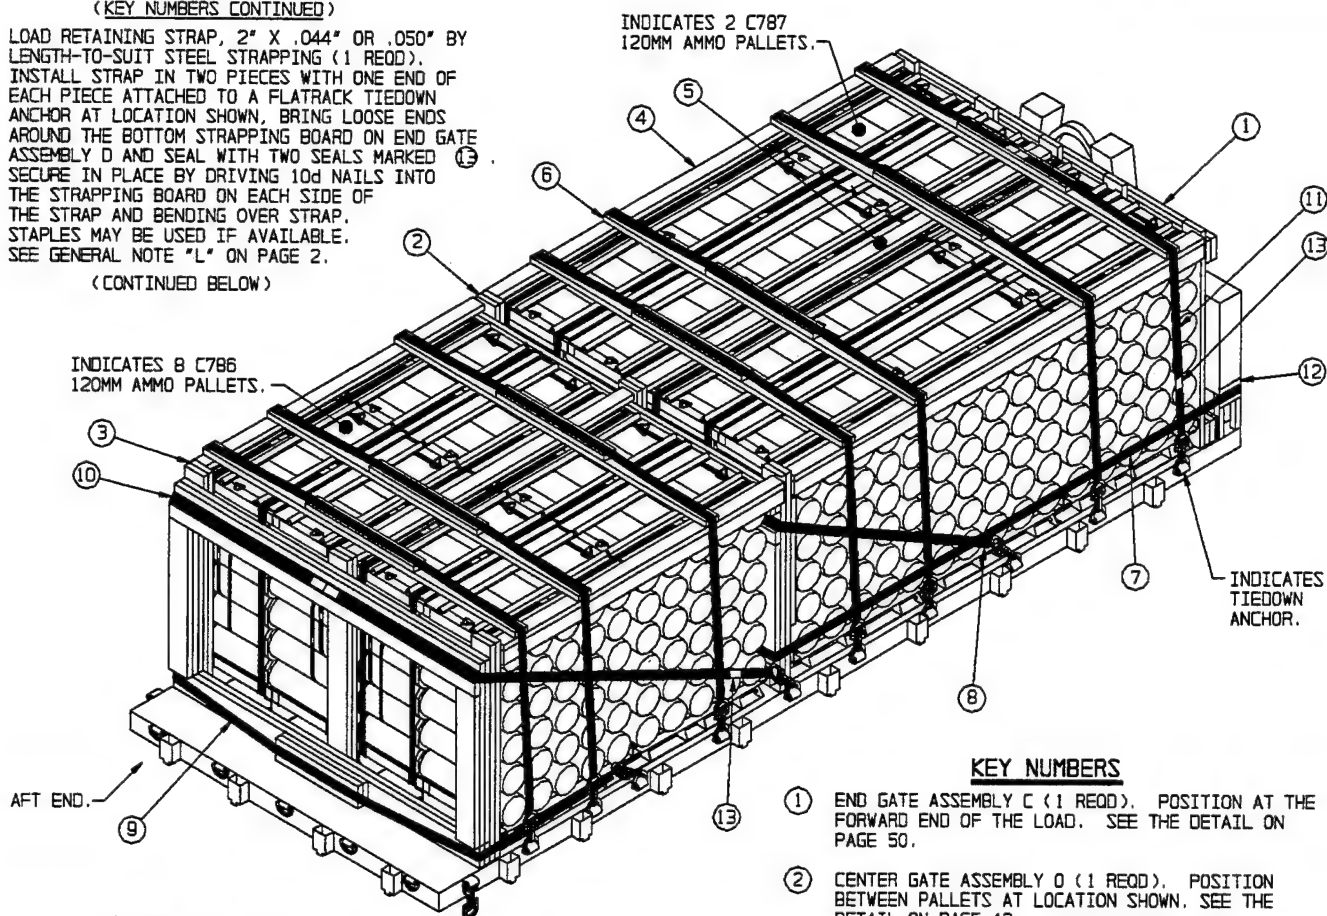 (KEY NUMBERS CONTINUED)
LOAD RETAINING STRAP, 2" X .044" OR .050" BY
LENGTH-TO-SUIT STEEL STRAPPING (1 REQD).
INSTALL STRAP IN TWO PIECES WITH ONE END OF
EACH PIECE ATTACHED TO A FLATRACK TIEDOWN
ANCHOR AT LOCATION SHOWN, BRING LOOSE ENDS
AROUND THE BOTTOM STRAPPING BOARD ON END GATE
ASSEMBLY D AND SEAL WITH TWO SEALS MARKED 13.
SECURE IN PLACE BY DRIVING 10d NAILS INTO
THE STRAPPING BOARD ON EACH SIDE OF
THE STRAP AND BENDING OVER STRAP.
STAPLES MAY BE USED IF AVAILABLE.
SEE GENERAL NOTE "L" ON PAGE 2.
(CONTINUED BELOW)
INDICATES 2 C787
120MM AMMO PALLETS.
5
4
6
2
1
11
13
12
INDICATES 8 C786
120MM AMMO PALLETS.
3
10
7
INDICATES
TIEDOWN
ANCHOR.
8
AFT END.
9
13
KEY NUMBERS
1 END GATE ASSEMBLY C (1 REQD). POSITION AT THE
FORWARD END OF THE LOAD. SEE THE DETAIL ON
PAGE 50.
2 CENTER GATE ASSEMBLY O (1 REQD). POSITION
BETWEEN PALLETS AT LOCATION SHOWN. SEE THE
DETAIL ON PAGE